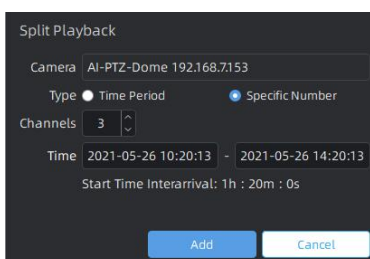 Split Playback
Camera AI-PTZ-Dome 192.168.7.153
Type Time Period Specific Number
Channels 3
Time 2021-05-26 10:20:13 - 2021-05-26 14:20:13
Start Time Interarrival: 1h : 20m : 0s
Add Cancel